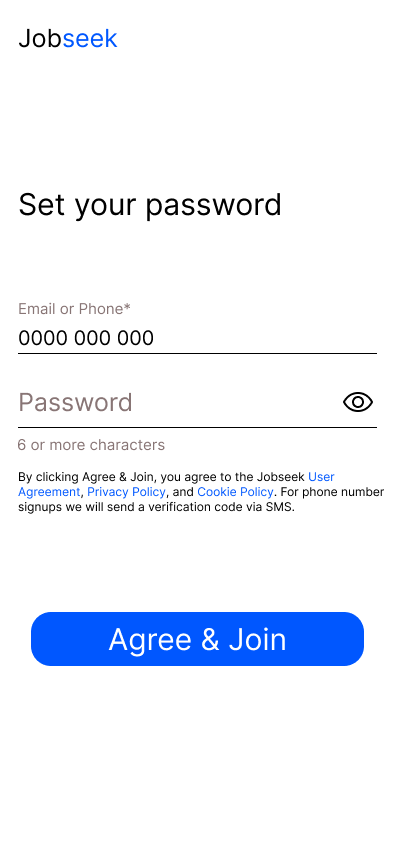 Jobseek
Set your password
Email or Phone*
0000 000 000
Password
6 or more characters
By clicking Agree & Join, you agree to the Jobseek User
Agreement, Privacy Policy, and Cookie Policy. For phone number
signups we will send a verification code via SMS.
Agree & Join